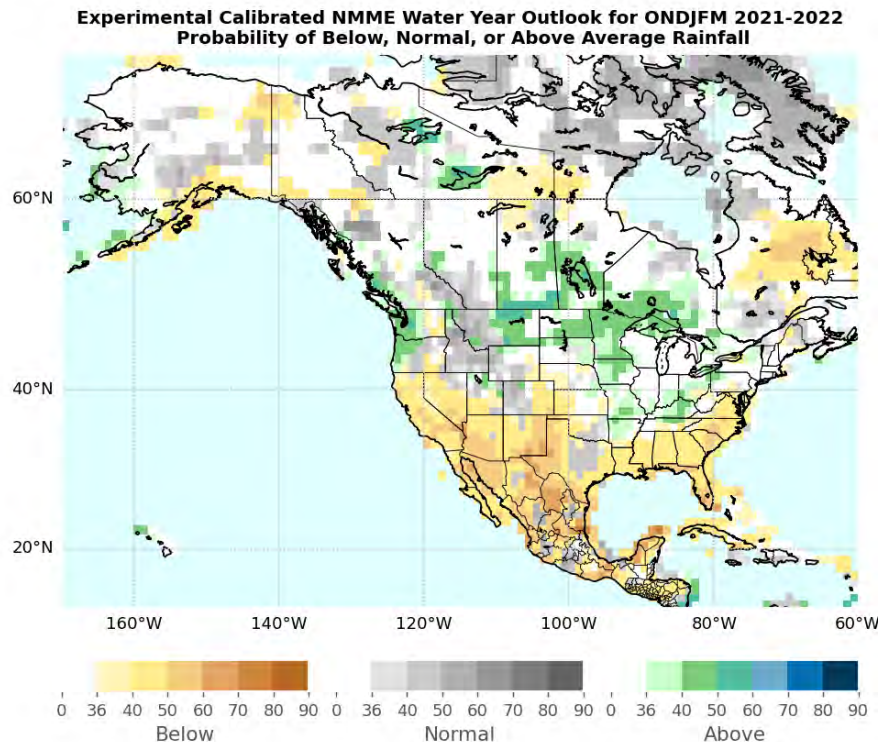 Experimental Calibrated NMME Water Year Outlook for ONDJFM 2021-2022
Probability of Below, Normal, or Above Average Rainfall
60°N
40°N
20°N
160°W 140°W 120°W 100°W 80°W 60°W
0 36 40 50 60 70 80 90 0 36 40 50 60 70 80 90 0 36 40 50 60 70 80 90
Below Normal Above